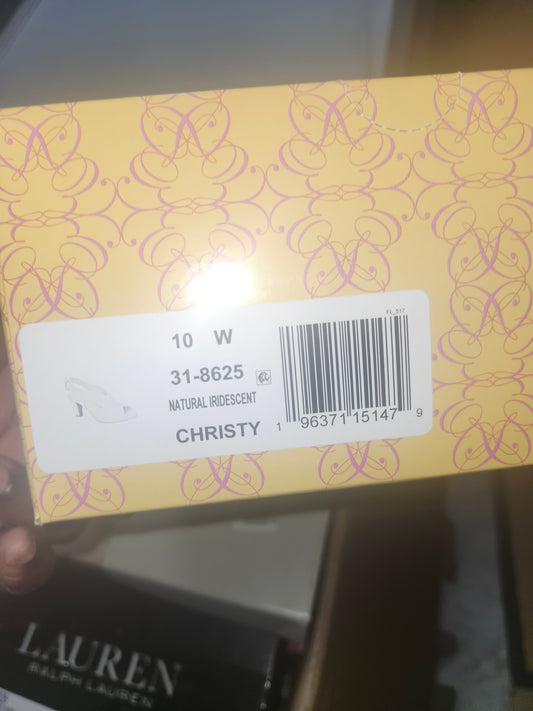 FL_517
10 W
31-8625
NATURAL IRIDESCENT
CHRISTY
1 96371 15147 9
LAUREN
RALPH LAUREN